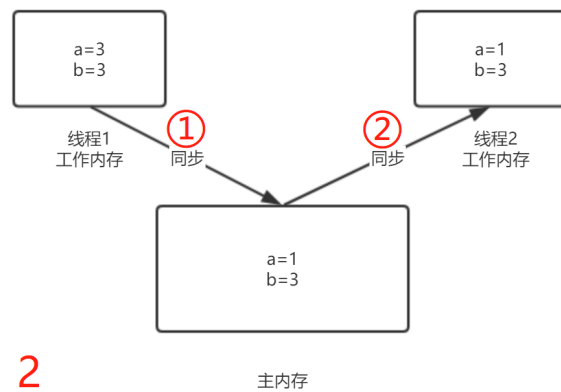 a=3
b=3
a=1
b=3
①
②
线程1
工作内存
同步
同步
线程2
工作内存
a=1
b=3
2
主内存